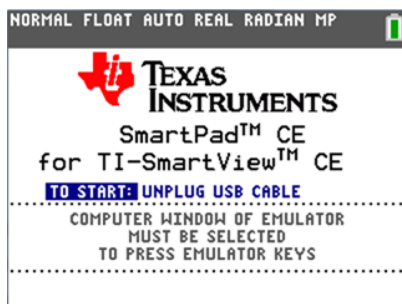 NORMAL FLOAT AUTO REAL RADIAN MP
TEXAS
INSTRUMENTS
SmartPad™ CE
for TI-SmartView™ CE
TO START: UNPLUG USB CABLE
COMPUTER WINDOW OF EMULATOR
MUST BE SELECTED
TO PRESS EMULATOR KEYS